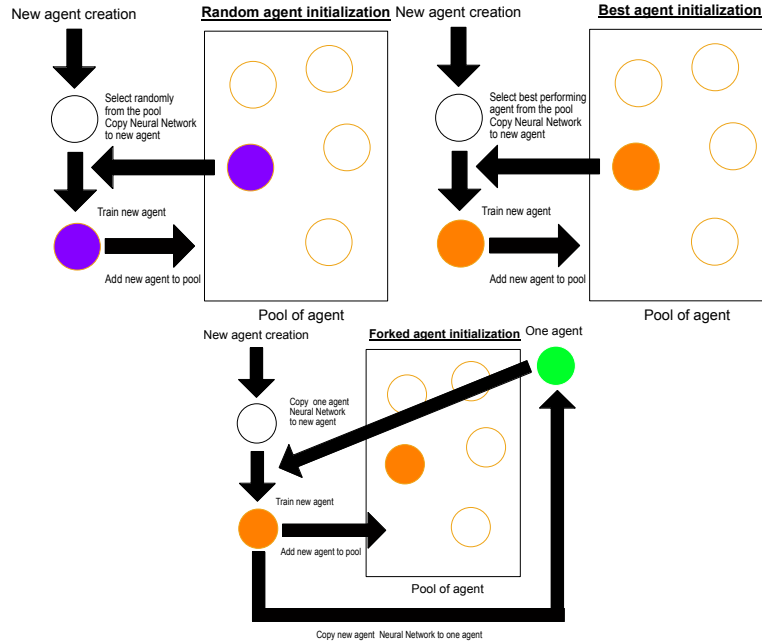 New agent creation
Random agent initialization
Select randomly
from the pool
Copy Neural Network
to new agent
Train new agent
Add new agent to pool
Pool of agent
New agent creation
Best agent initialization
Select best performing
agent from the pool
Copy Neural Network
to new agent
Train new agent
Add new agent to pool
Pool of agent
New agent creation
Forked agent initialization
One agent
Copy one agent
Neural Network
to new agent
Train new agent
Add new agent to pool
Pool of agent
Copy new agent Neural Network to one agent